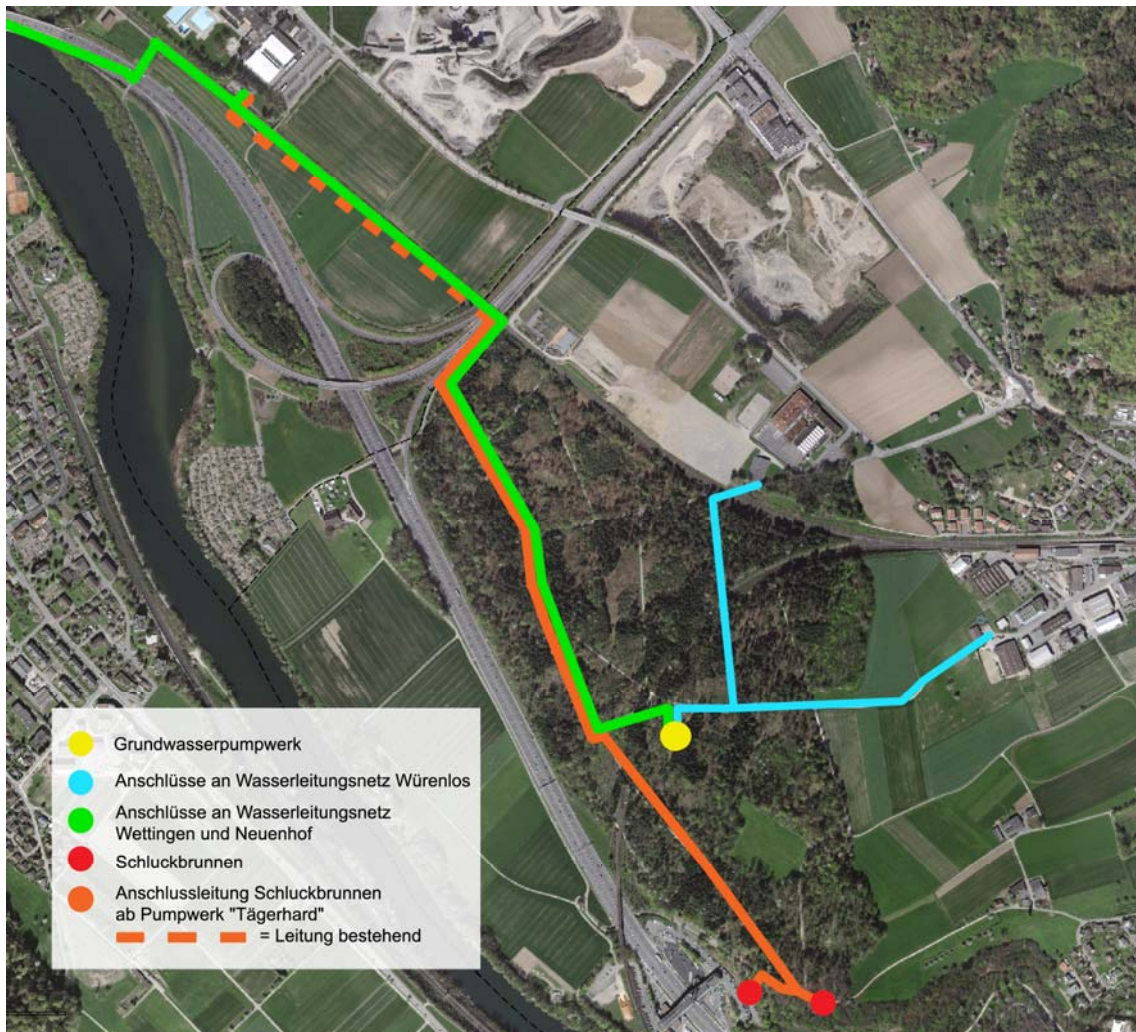 Grundwasserpumpwerk
Anschlüsse an Wasserleitungsnetz Würenlos
Anschlüsse an Wasserleitungsnetz
Wettingen und Neuenhof
Schluckbrunnen
Anschlussleitung Schluckbrunnen
ab Pumpwerk "Tägerhard"
= Leitung bestehend